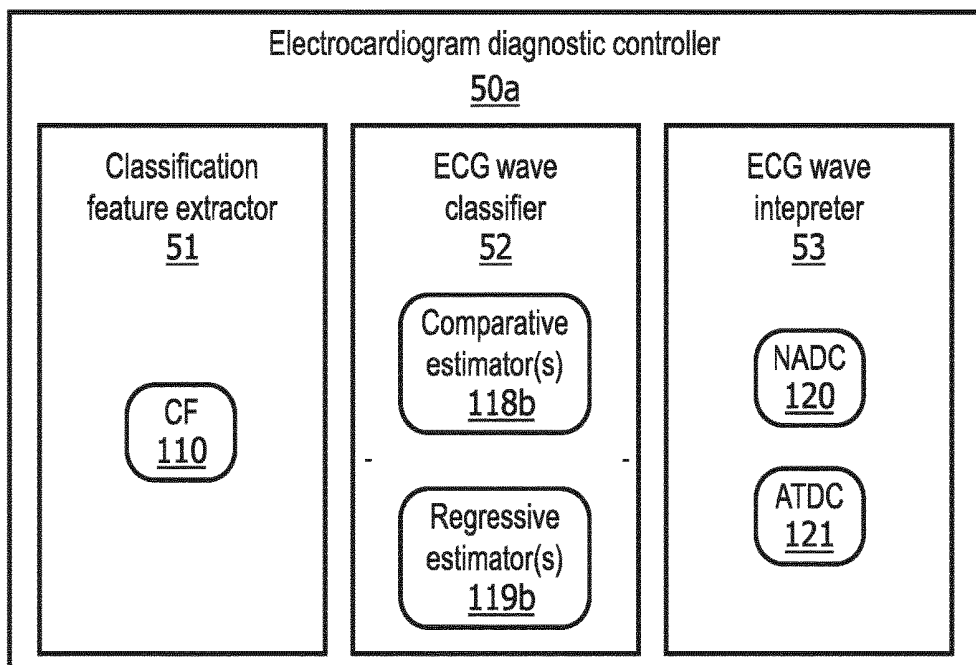 Electrocardiogram diagnostic controller
50a
Classification
feature extractor
51
CF
110
ECG wave
classifier
52
Comparative
estimator(s)
118b
Regressive
estimator(s)
119b
ECG wave
intepreter
53
NADC
120
ATDC
121